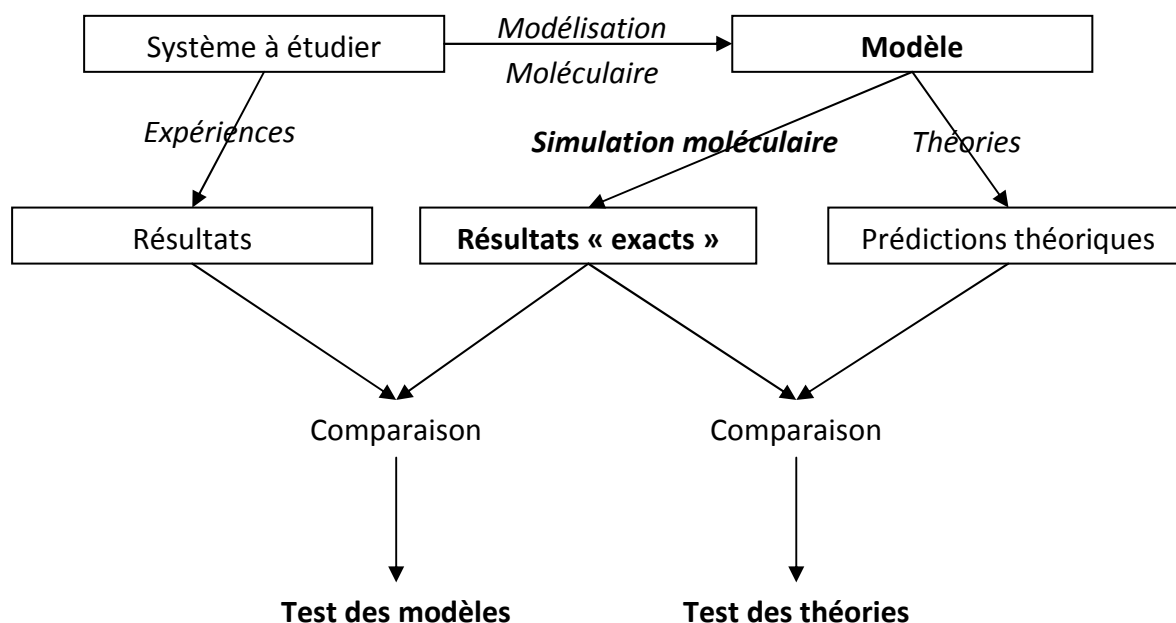 Système à étudier
Modélisation
Moléculaire
Modèle
Expériences
Simulation moléculaire
Théories
Résultats
Résultats « exacts »
Prédictions théoriques
Comparaison
Comparaison
Test des modèles
Test des théories